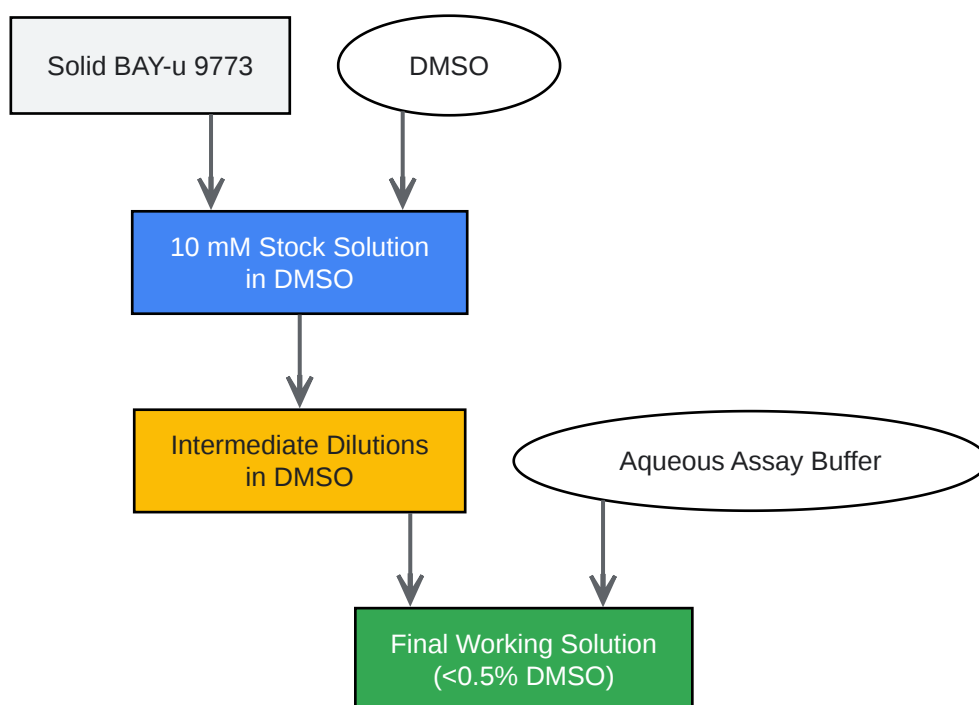 Solid BAY-u 9773
DMSO
10 mM Stock Solution
in DMSO
Intermediate Dilutions
in DMSO
Aqueous Assay Buffer
Final Working Solution
(<0.5% DMSO)